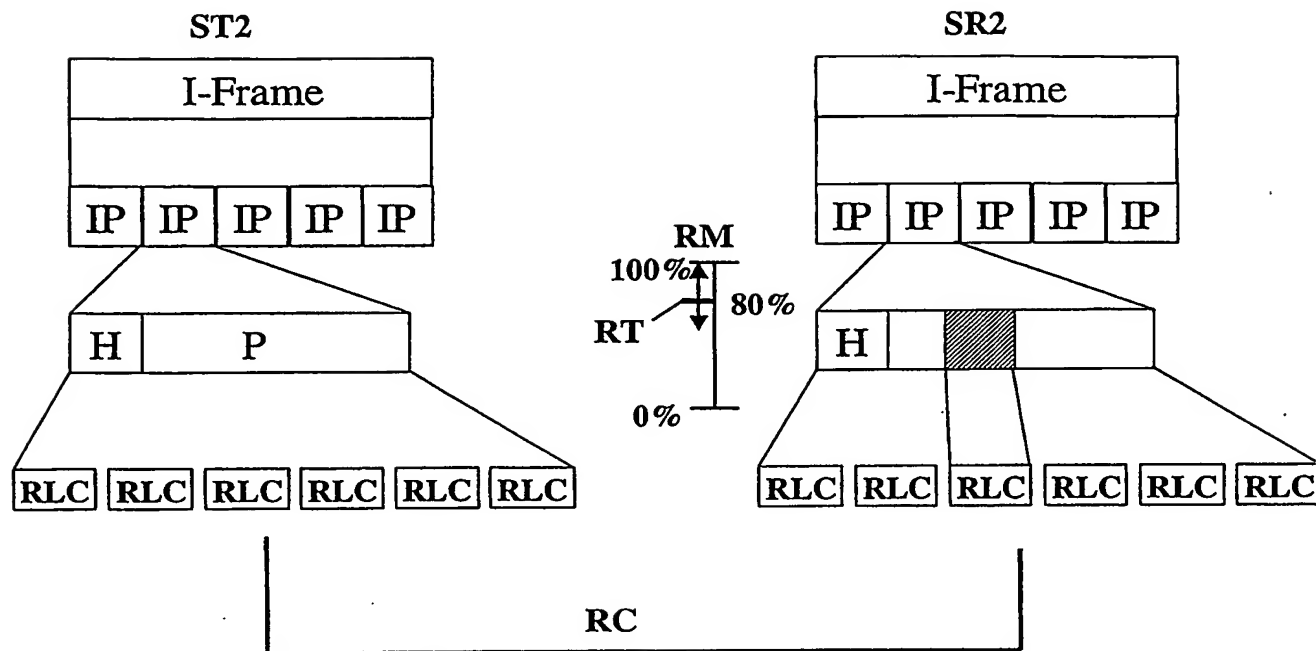 ST2
SR2
I-Frame
I-Frame
IP IP IP IP IP
IP IP IP IP IP
RM
100%
80%
RT
0%
H P
H
RLC RLC RLC RLC RLC RLC
RLC RLC RLC RLC RLC RLC
RC